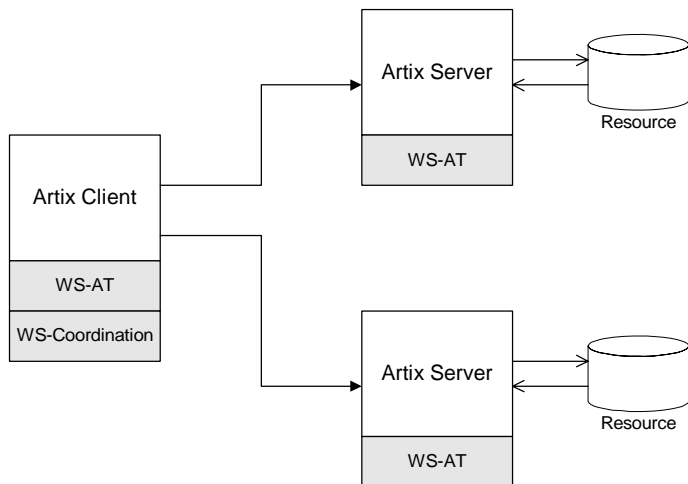 Artix Server
WS-AT
Resource
Artix Client
WS-AT
WS-Coordination
Artix Server
WS-AT
Resource